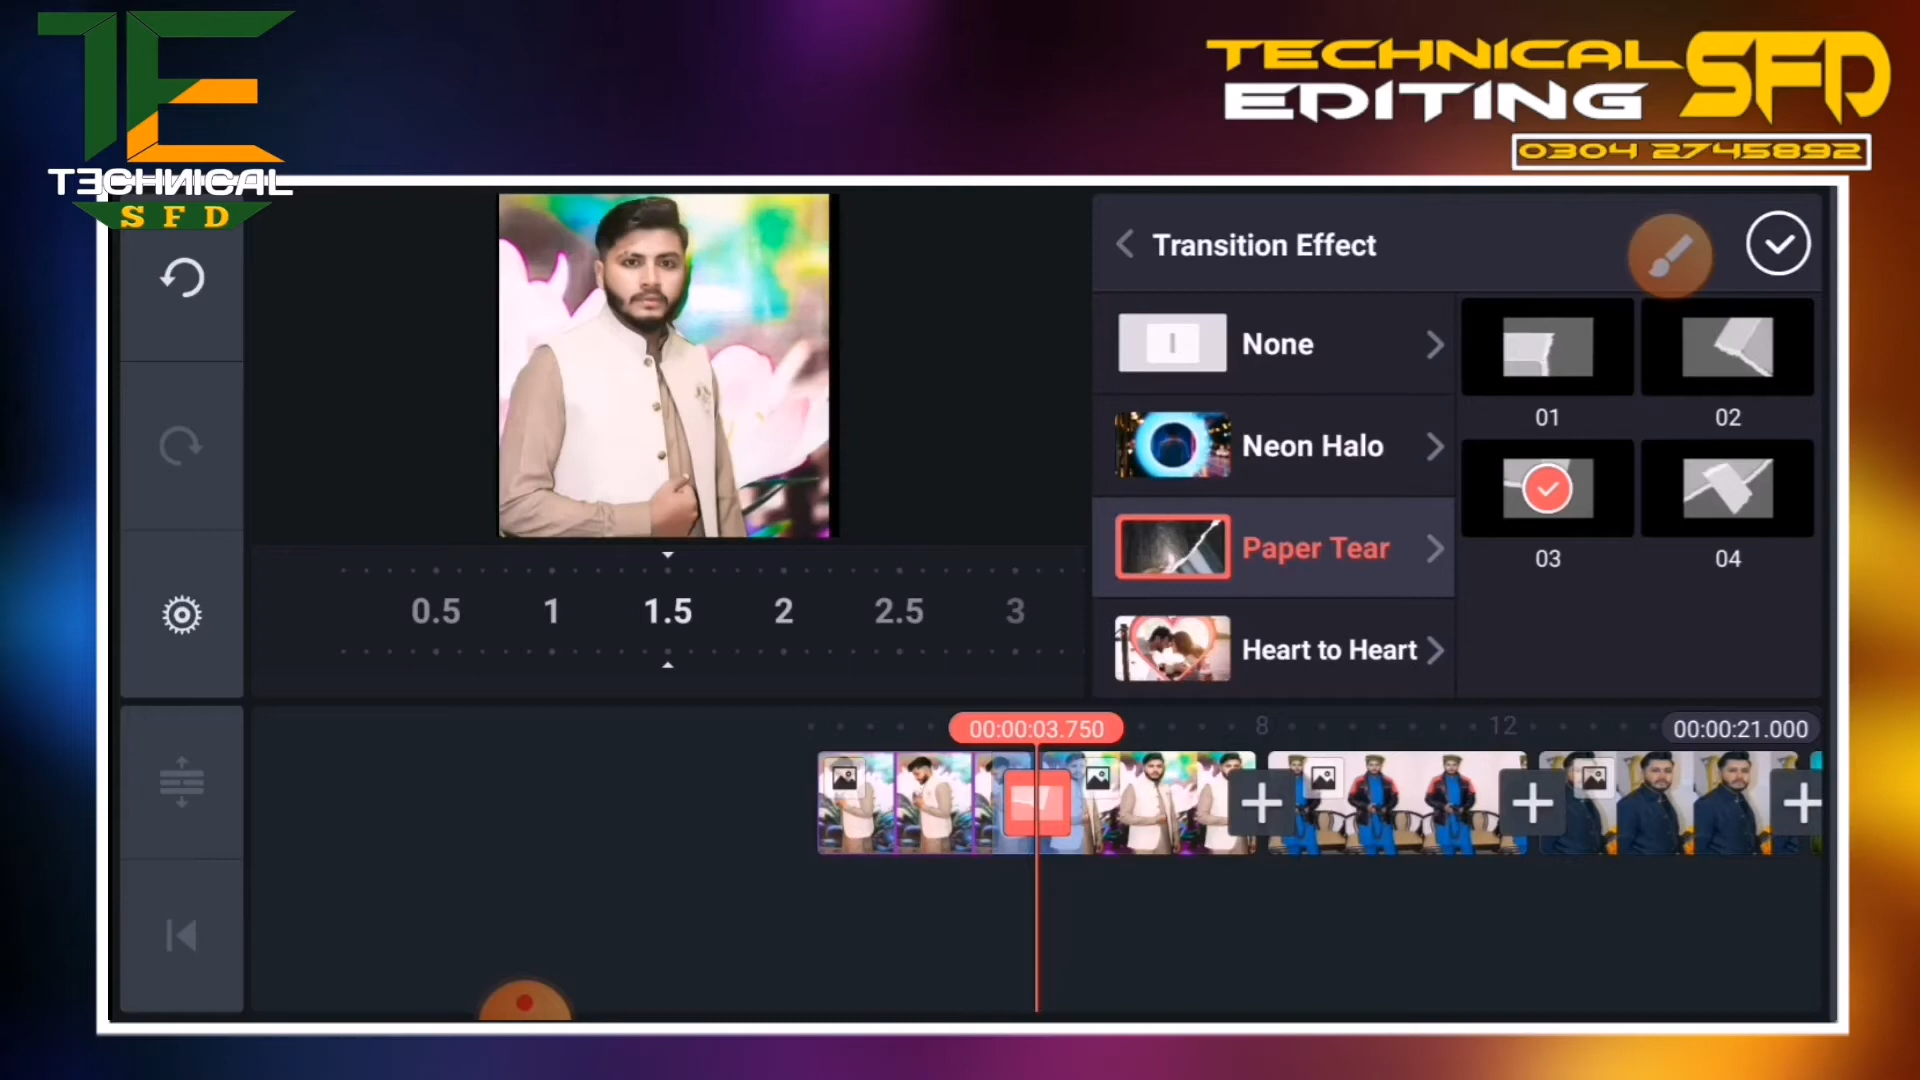 TE
TECHNICAL
SFD
TECHNICAL
EDITING
SFD
0304 2745892
Transition Effect
None
Neon Halo
Paper Tear
Heart to Heart
01
02
03
04
0.5 1 1.5 2 2.5 3
00:00:03.750
8
12
00:00:21.000